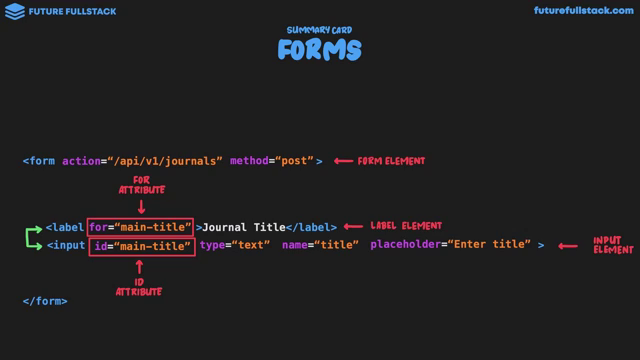 FUTURE FULLSTACK
futurefullstack.com
SUMMARY CARD
FORMS
<form action="/api/v1/journals" method="post"> FORM ELEMENT
FOR
ATTRIBUTE
<label for="main-title" >Journal Title</label> LABEL ELEMENT
<input id="main-title" type="text" name="title" placeholder="Enter title" > INPUT ELEMENT
ID
ATTRIBUTE
</form>